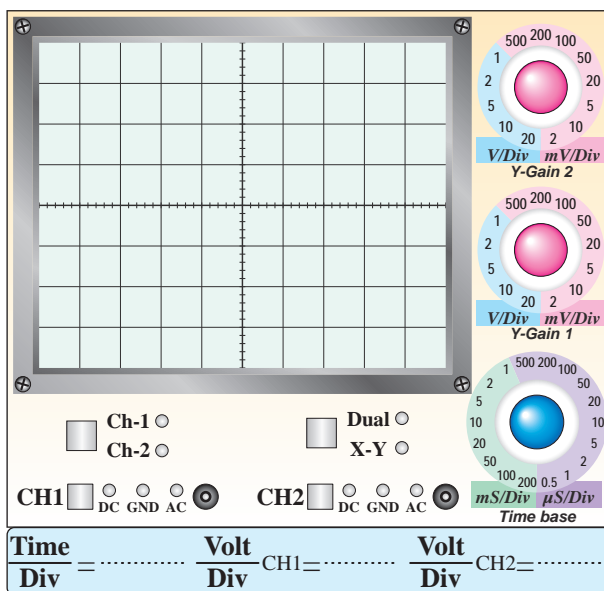 500 200 100
1 50
2 20
5 5
10 10
20 2
V/Div mV/Div
Y-Gain 2
500 200 100
1 50
2 20
5 5
10 10
20 2
V/Div mV/Div
Y-Gain 1
1 500 200 100
2 50
5 20
10 10
20 5
50 2
100 200 0.5 1
mS/Div µS/Div
Time base
Ch-1 Dual
Ch-2 X-Y
CH1 DC GND AC CH2 DC GND AC
Time/Div = ............ Volt/Div CH1=............ Volt/Div CH2=............